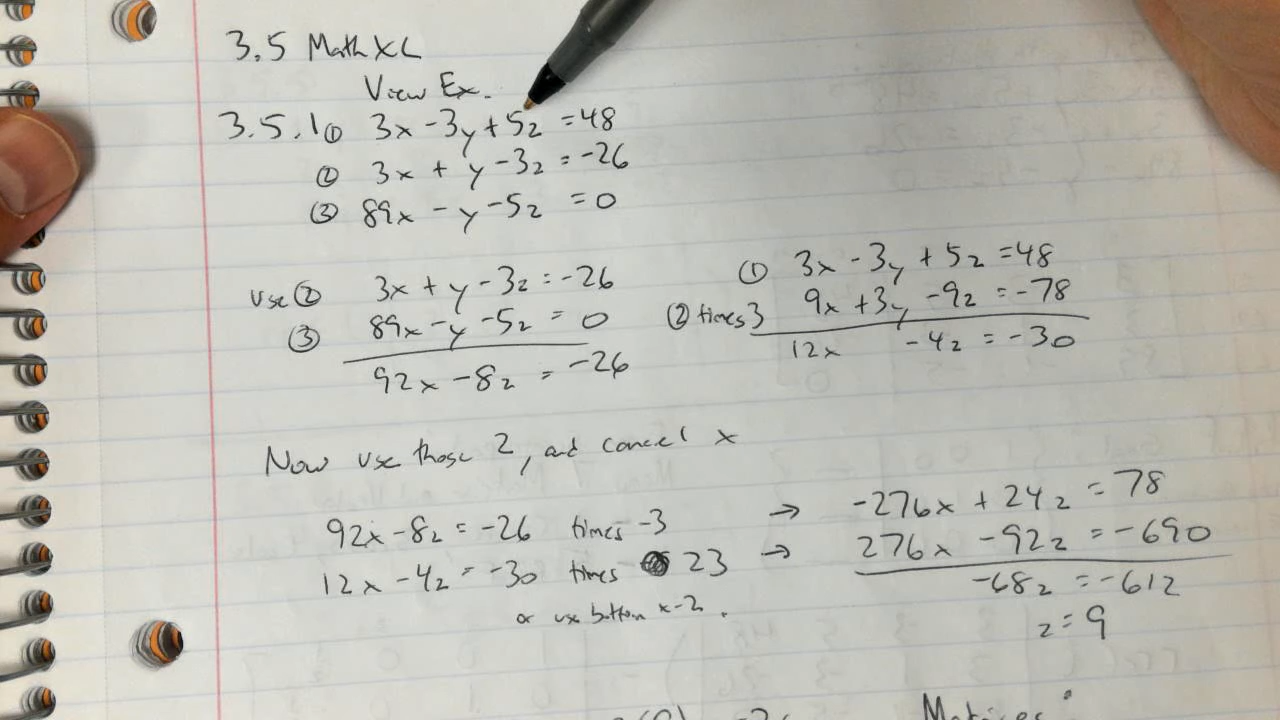 3.5 MathXL
View Ex.
3.5.1 ① 3x - 3y + 5z = 48
② 3x + y - 3z = -26
③ 89x - y - 5z = 0
use ② 3x + y - 3z = -26
③ 89x - y - 5z = 0
92x - 8z = -26
① 3x - 3y + 5z = 48
② times 3 9x + 3y - 9z = -78
12x - 4z = -30
Now use those 2, and cancel x
92x - 8z = -26 times -3 → -276x + 24z = 78
12x - 4z = -30 times 23 → 276x - 92z = -690
or use bottom x-2.
-68z = -612
z = 9
Matrices